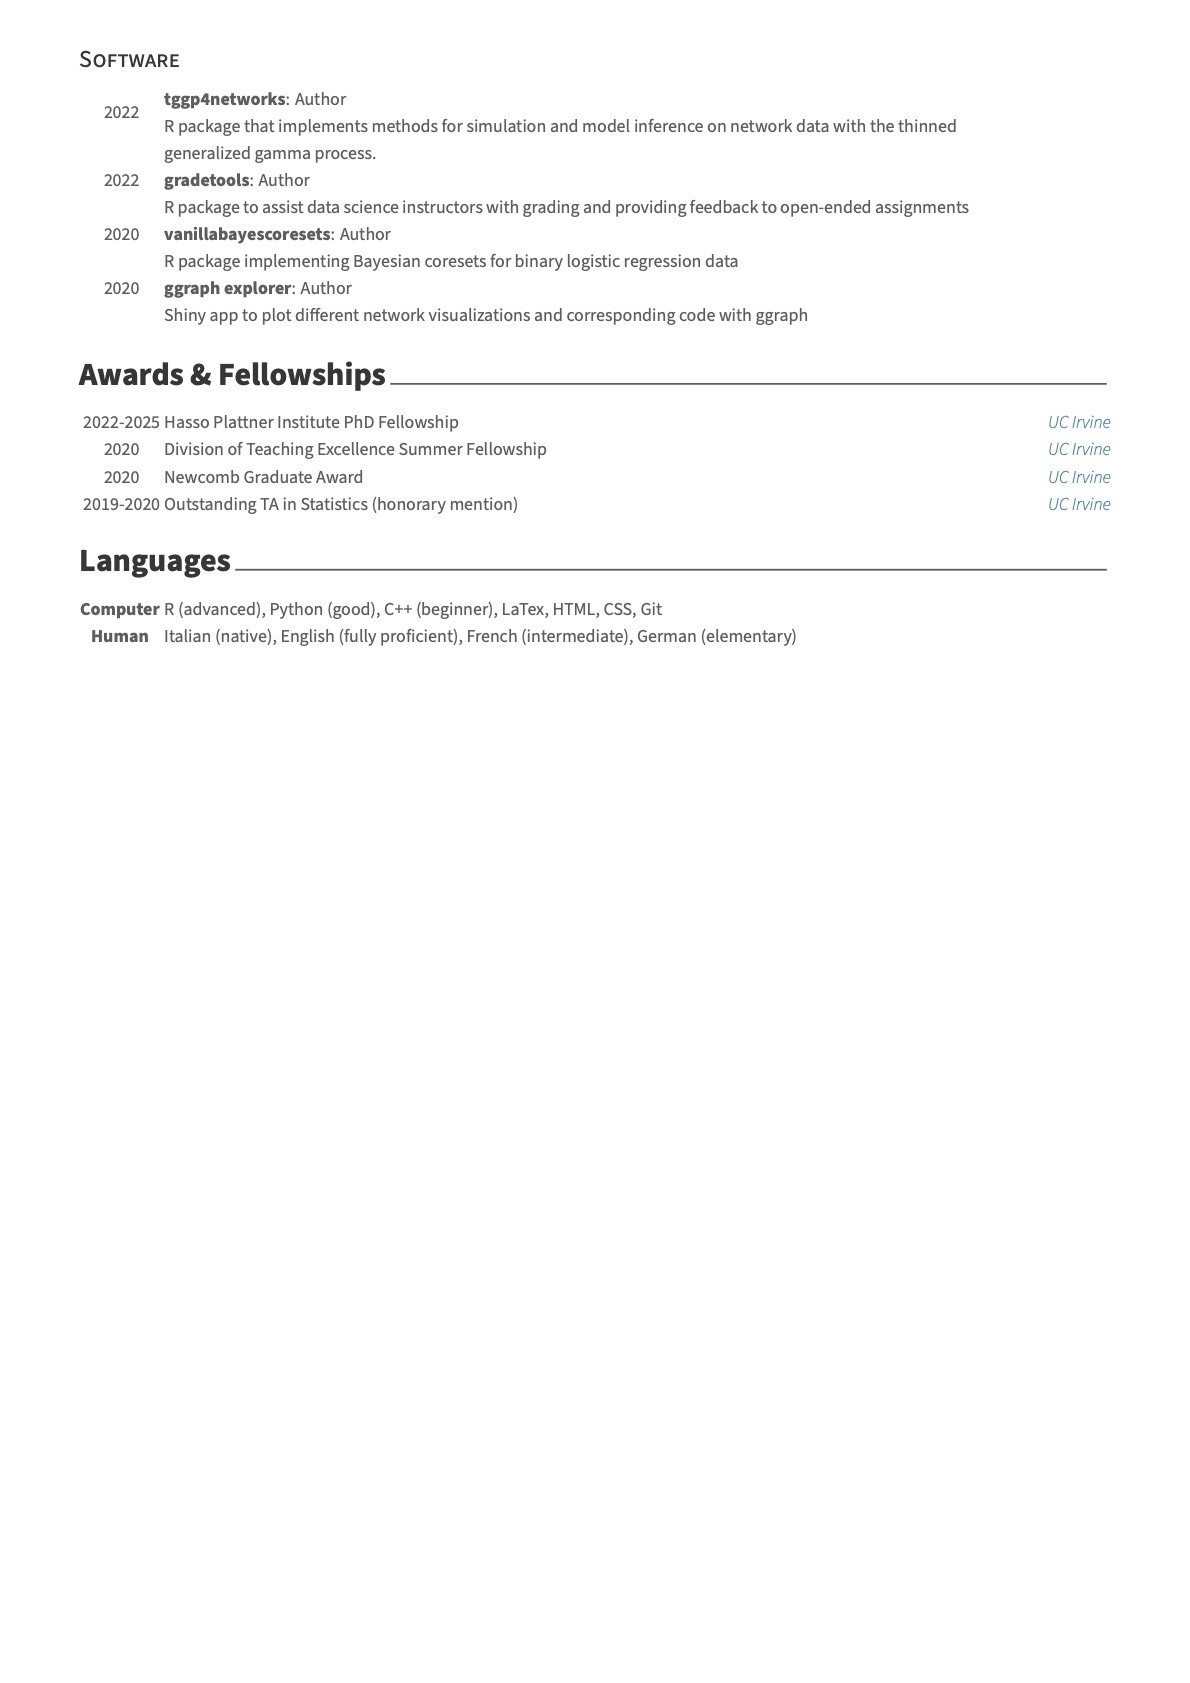 Software
tggp4networks: Author
2022
R package that implements methods for simulation and model inference on network data with the thinned
generalized gamma process.
2022 gradetools: Author
R package to assist data science instructors with grading and providing feedback to open-ended assignments
2020 vanillabayescoresets: Author
R package implementing Bayesian coresets for binary logistic regression data
2020 ggraph explorer: Author
Shiny app to plot different network visualizations and corresponding code with ggraph
Awards & Fellowships
2022-2025 Hasso Plattner Institute PhD Fellowship UC Irvine
2020 Division of Teaching Excellence Summer Fellowship UC Irvine
2020 Newcomb Graduate Award UC Irvine
2019-2020 Outstanding TA in Statistics (honorary mention) UC Irvine
Languages
Computer R (advanced), Python (good), C++ (beginner), LaTex, HTML, CSS, Git
Human Italian (native), English (fully proficient), French (intermediate), German (elementary)